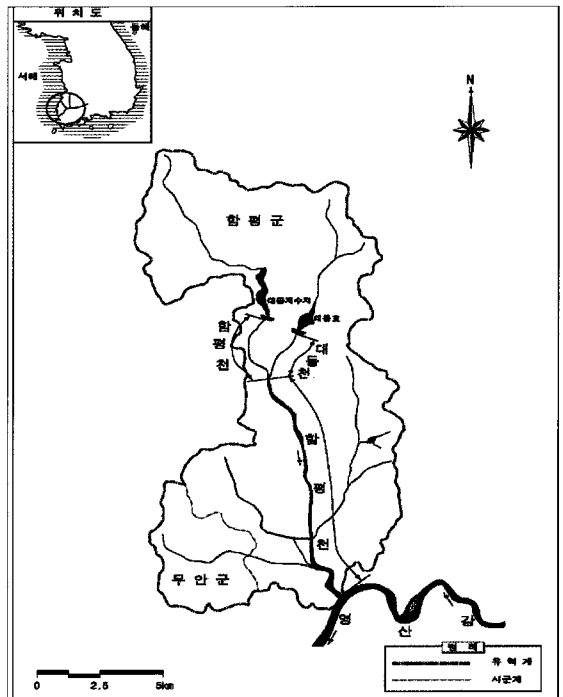 위 치 도
동해
서해
N
함 평 군
대동저수지
대동호
함
평
천
대
동
천
함
평
천
무 안 군
영
산
강
범 례
유 역 계
시군계
0 2.5 5km